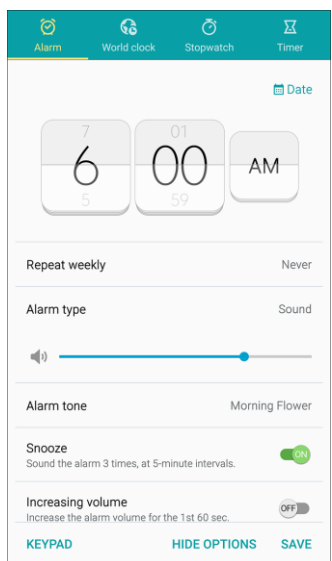 Alarm World clock Stopwatch Timer
Date
7 01
6 00 AM
5 59
Repeat weekly Never
Alarm type Sound
Alarm tone Morning Flower
Snooze ON
Sound the alarm 3 times, at 5-minute intervals.
Increasing volume OFF
Increase the alarm volume for the 1st 60 sec.
KEYPAD HIDE OPTIONS SAVE